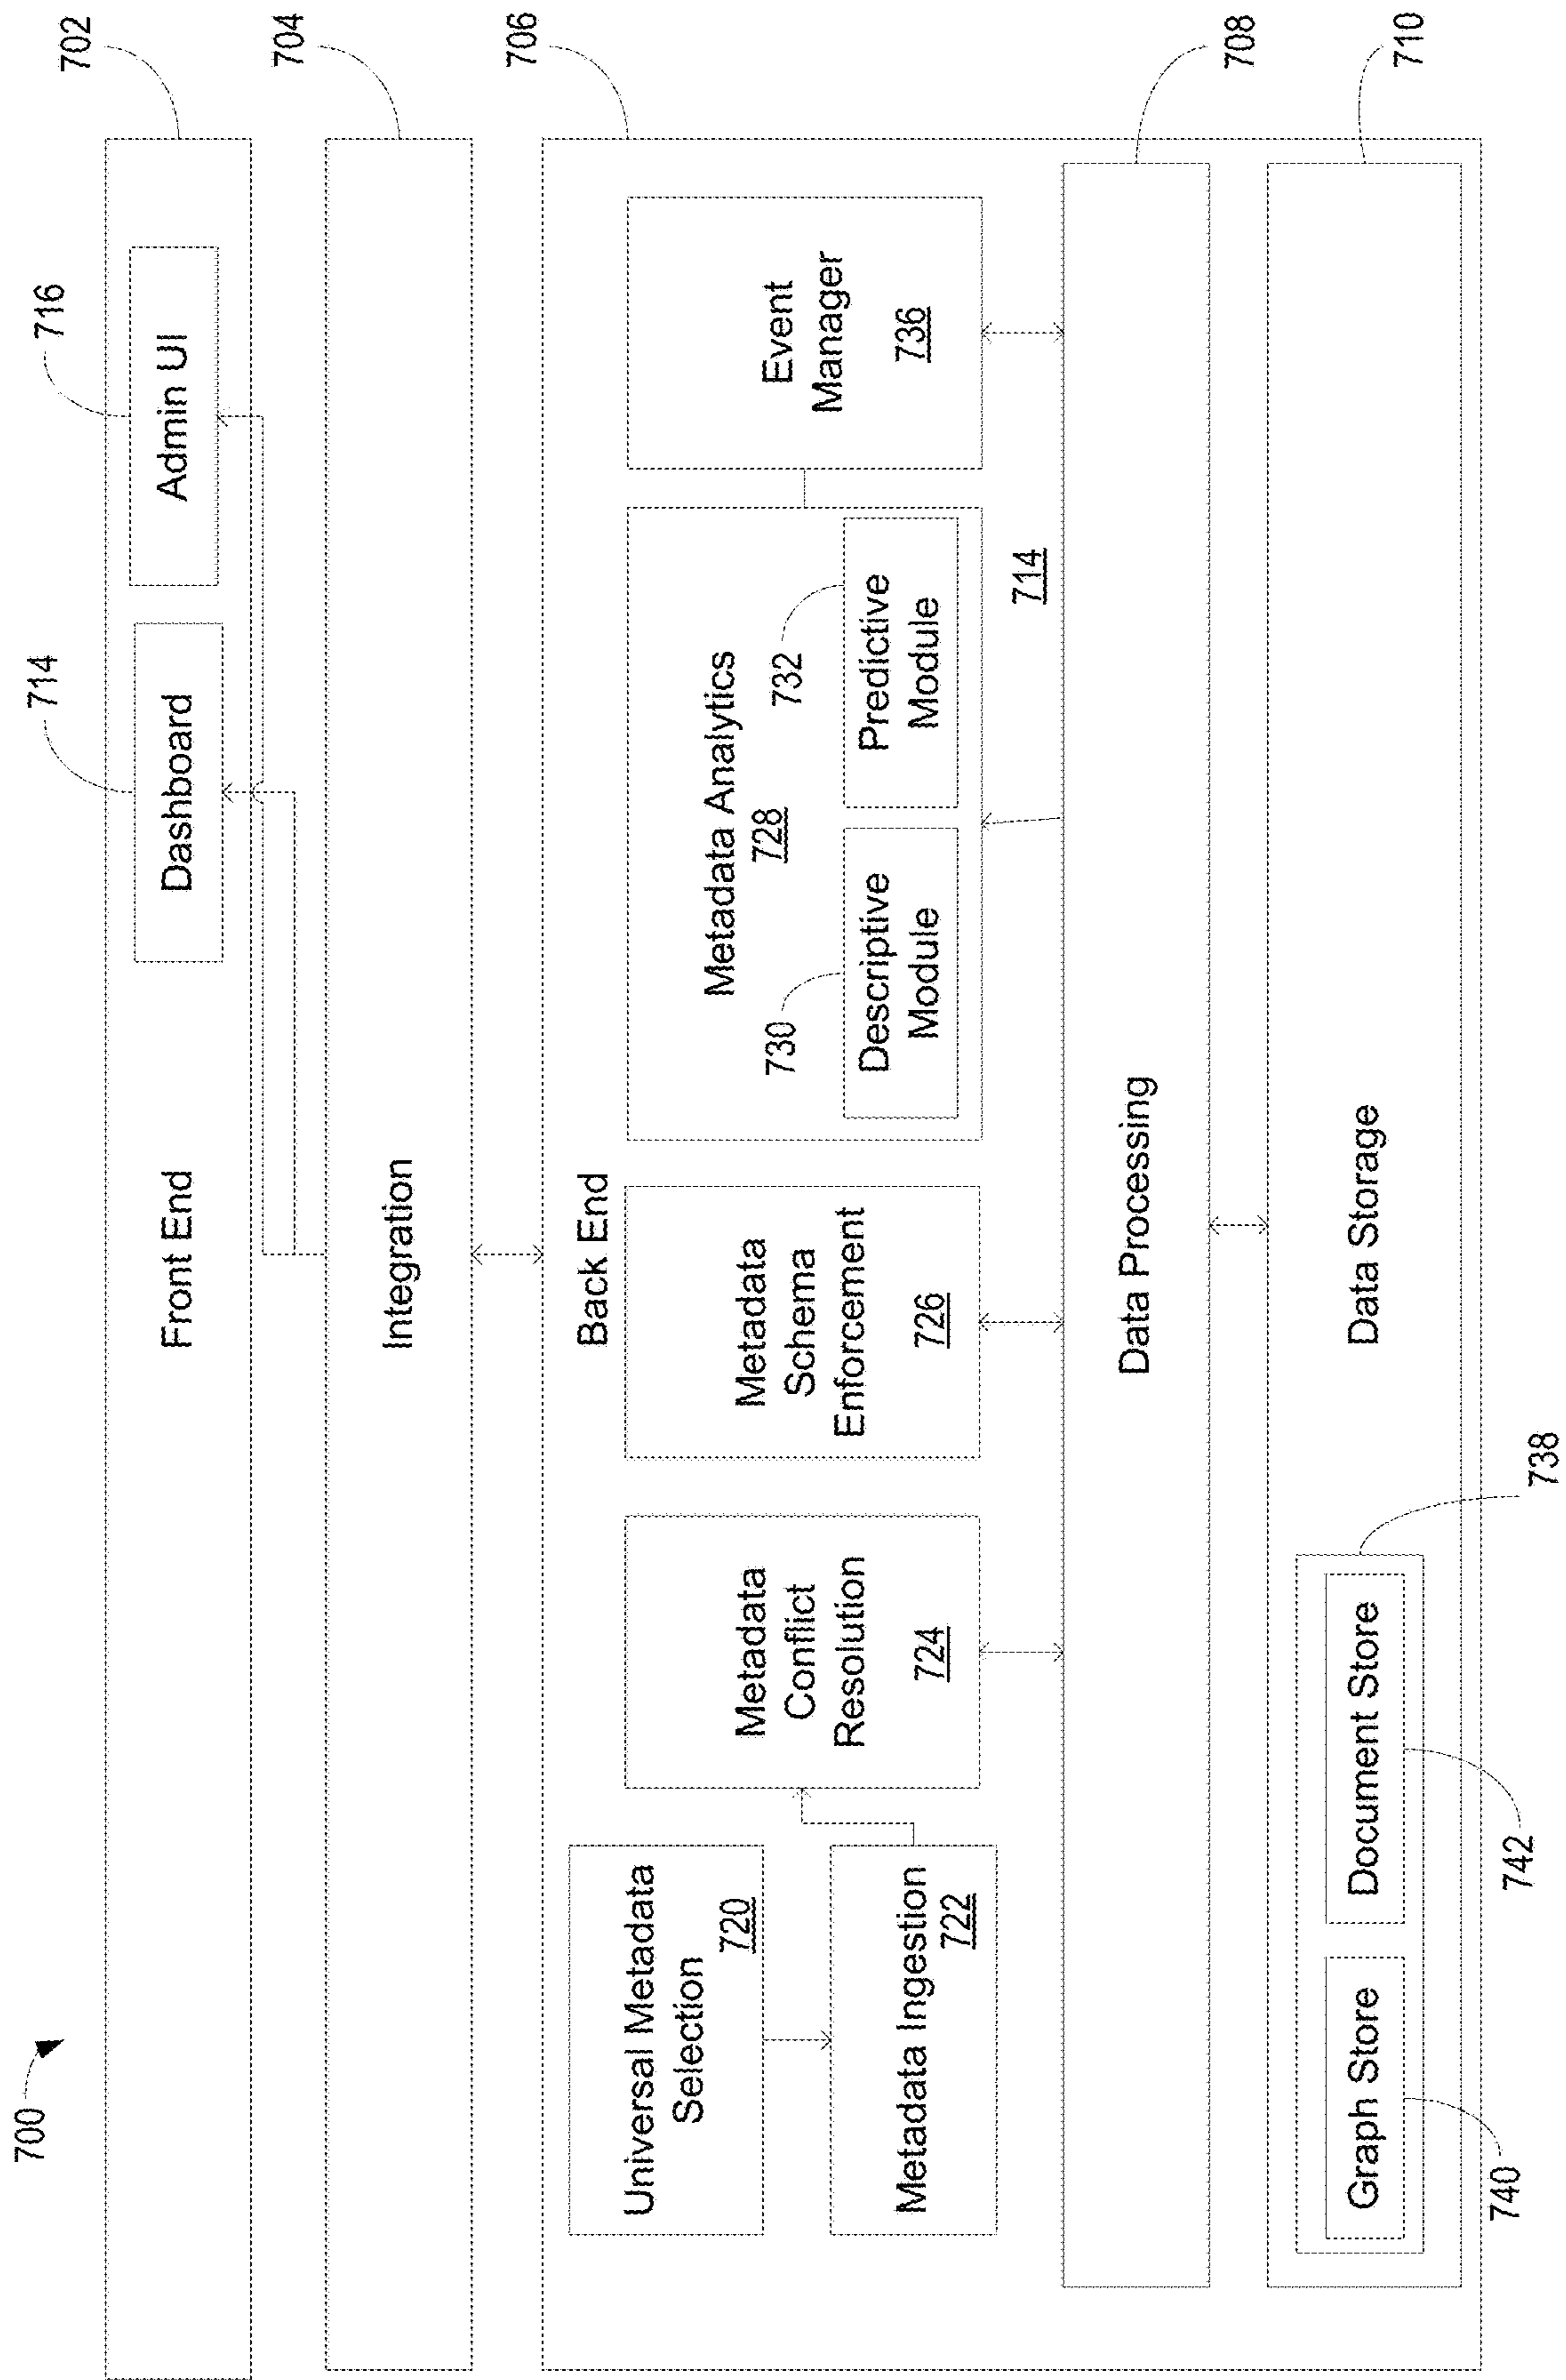 700
702
714
716
Front End
Dashboard
Admin UI
704
Integration
706
Back End
Universal Metadata
Selection
720
Metadata Ingestion
722
Metadata
Conflict
Resolution
724
Metadata
Schema
Enforcement
726
Metadata Analytics
728
730
732
Descriptive
Module
Predictive
Module
714
Event
Manager
736
708
Data Processing
710
Data Storage
738
Graph Store
Document Store
740
742